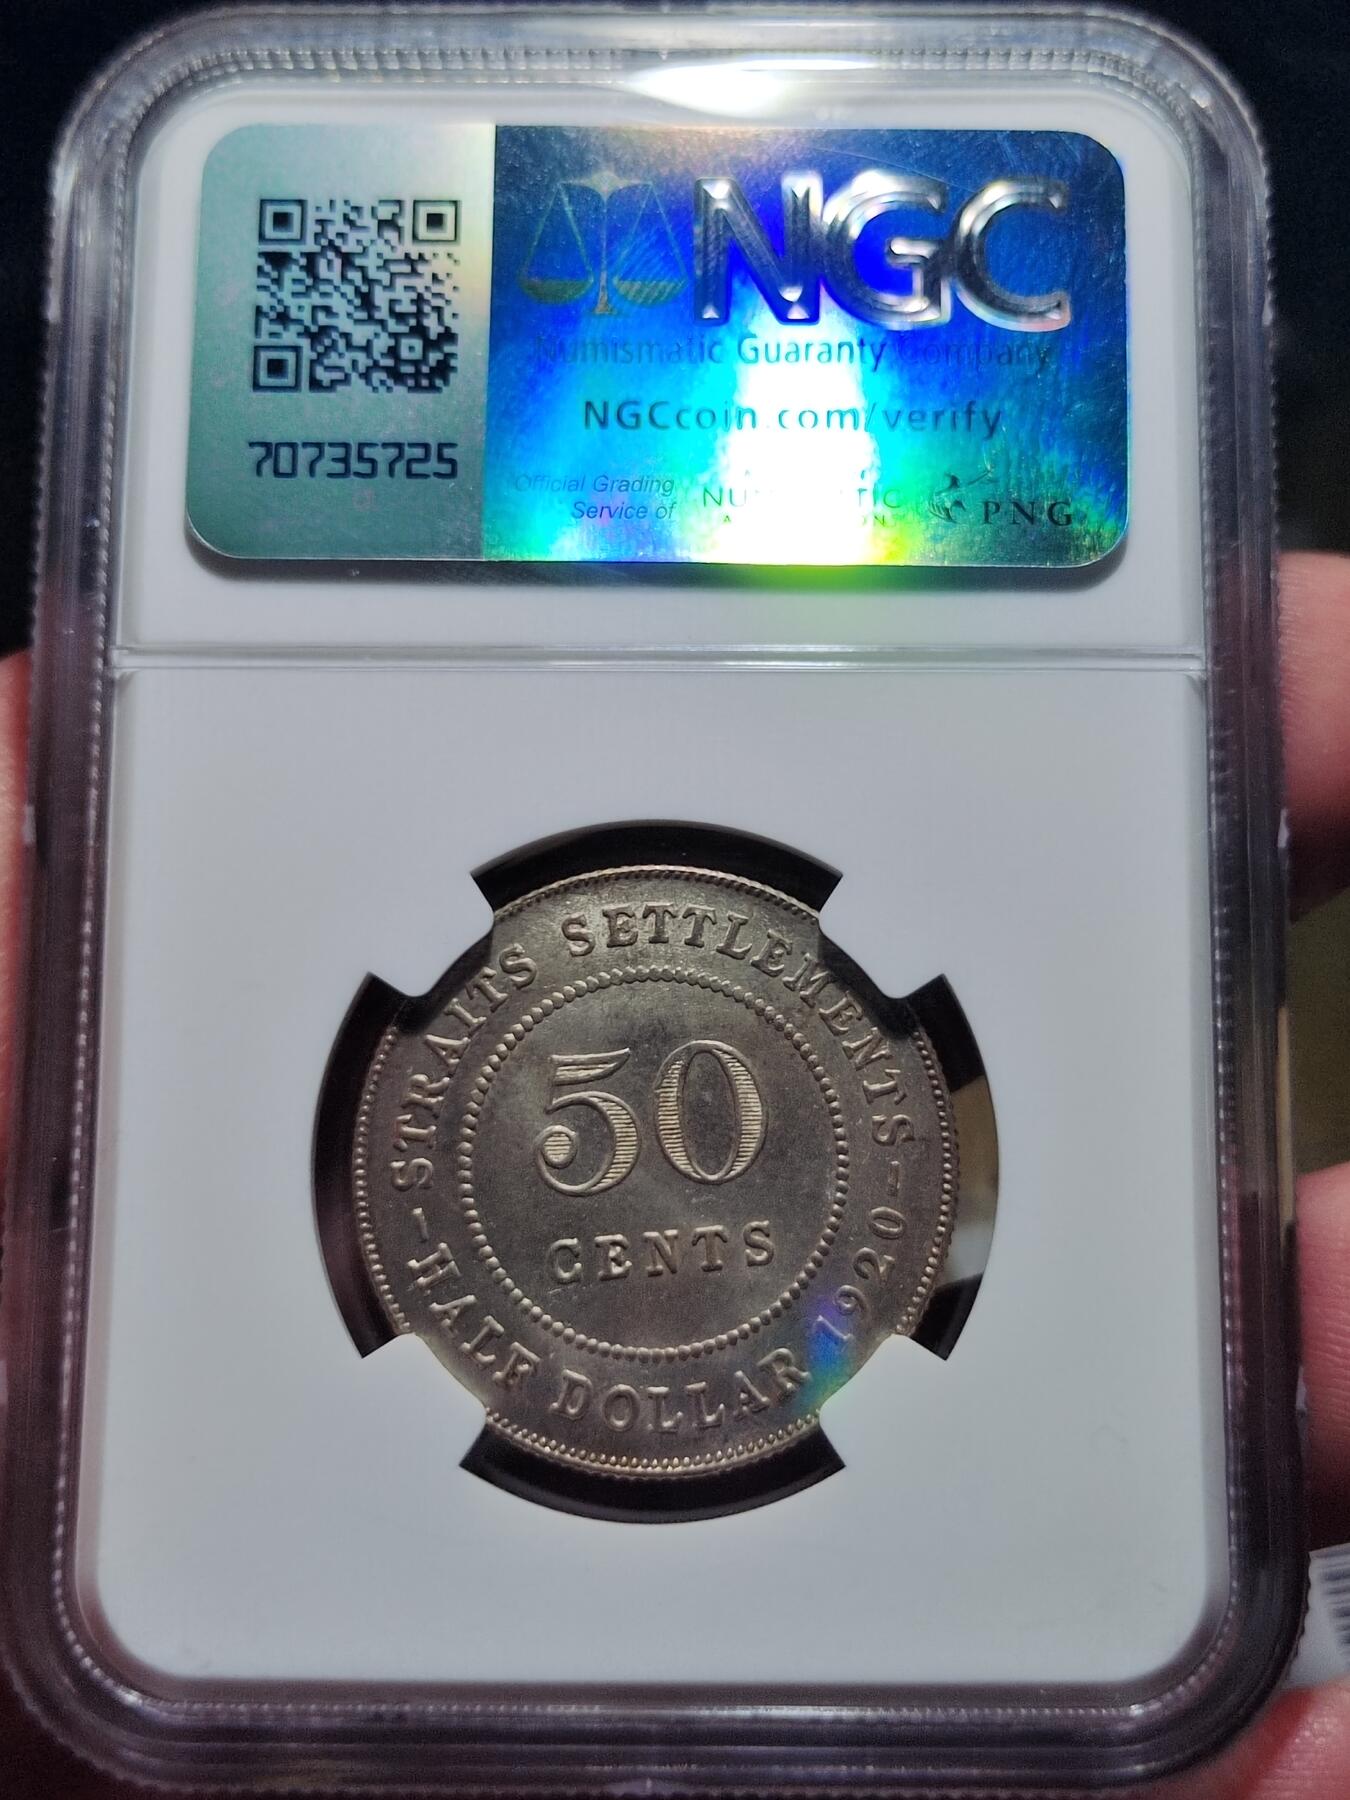 NGC
Numismatic Guaranty Company
NGCcoin.com/verify
70735725
Official Grading
Service of
PNG
STRAITS SETTLEMENTS
50
CENTS
HALF DOLLAR 1920